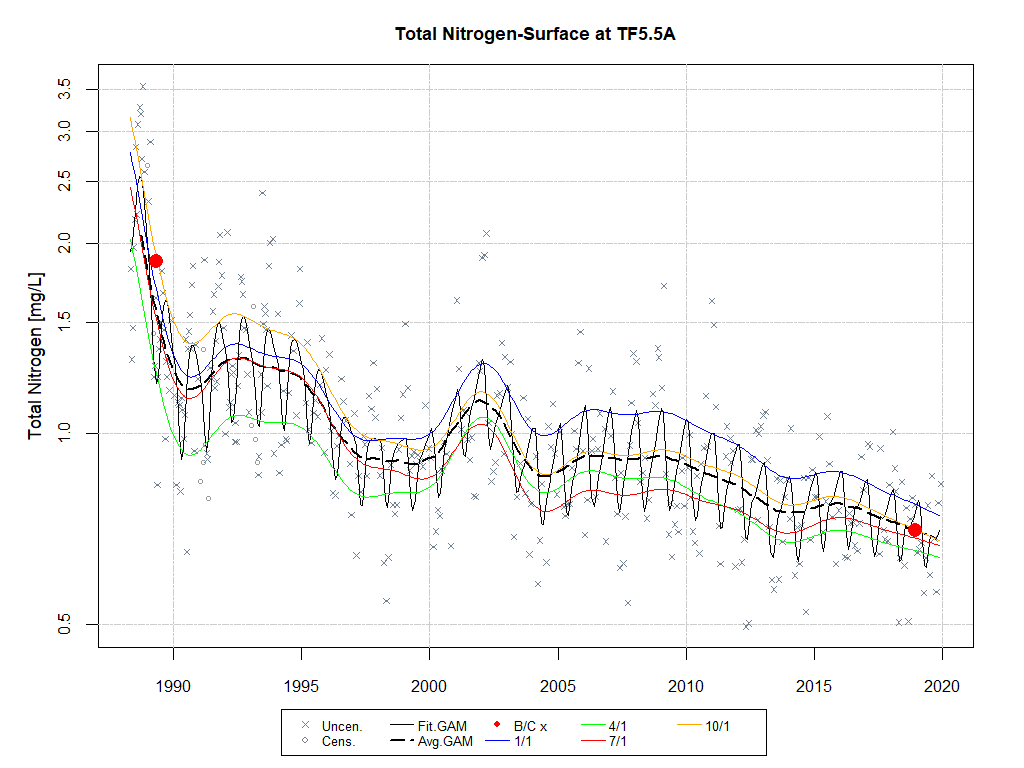 Total Nitrogen-Surface at TF5.5A
Total Nitrogen [mg/L]
3.5
3.0
2.5
2.0
1.5
1.0
0.5
1990 1995 2000 2005 2010 2015 2020
Uncen. Fit.GAM B/C x 4/1 10/1
Cens. Avg.GAM 1/1 7/1